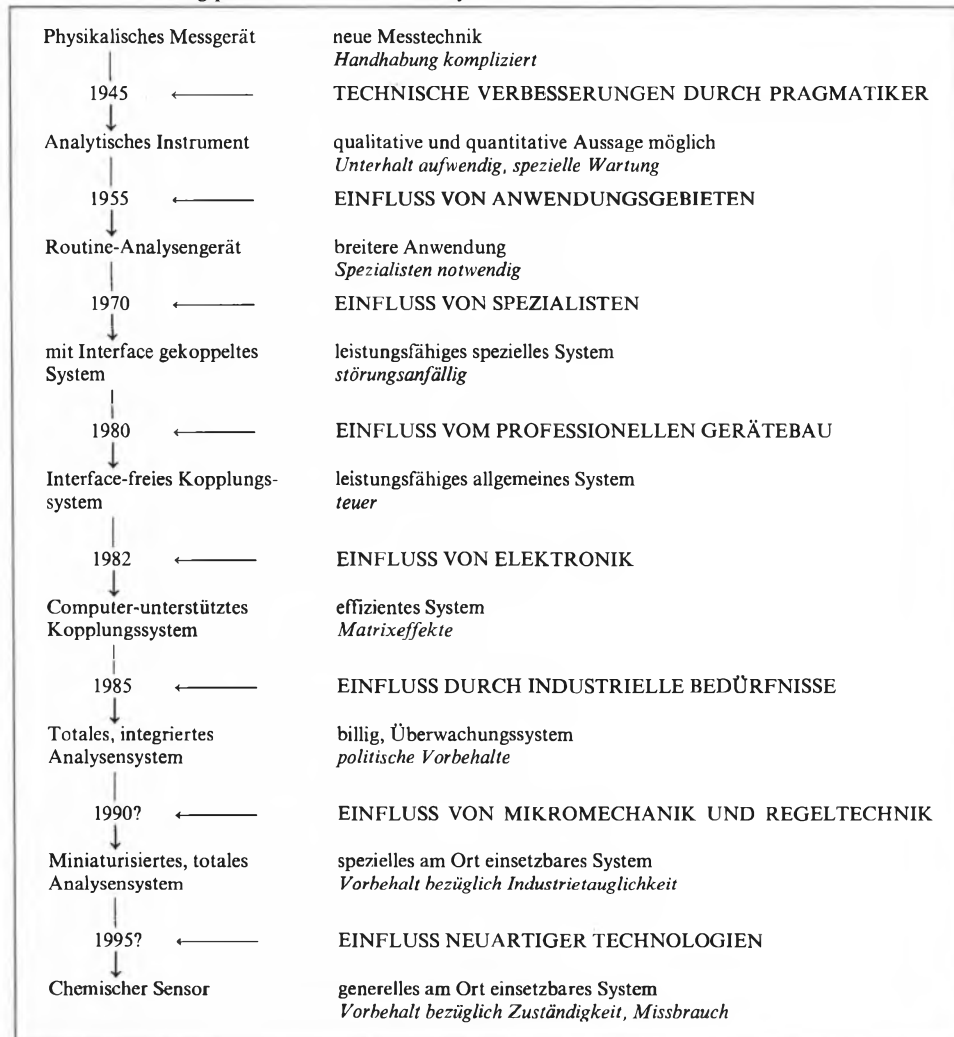 Physikalisches Messgerät neue Messtechnik
Handhabung kompliziert
1945 ← TECHNISCHE VERBESSERUNGEN DURCH PRAGMATIKER
Analytisches Instrument qualitative und quantitative Aussage möglich
Unterhalt aufwendig, spezielle Wartung
1955 ← EINFLUSS VON ANWENDUNGSGEBIETEN
Routine-Analysengerät breitere Anwendung
Spezialisten notwendig
1970 ← EINFLUSS VON SPEZIALISTEN
mit Interface gekoppeltes leistungsfähiges spezielles System
System störungsanfällig
1980 ← EINFLUSS VOM PROFESSIONELLEN GERÄTEBAU
Interface-freies Kopplungs- leistungsfähiges allgemeines System
system teuer
1982 ← EINFLUSS VON ELEKTRONIK
Computer-unterstütztes effizientes System
Kopplungssystem Matrixeffekte
1985 ← EINFLUSS DURCH INDUSTRIELLE BEDÜRFNISSE
Totales, integriertes billig, Überwachungssystem
Analysensystem politische Vorbehalte
1990? ← EINFLUSS VON MIKROMECHANIK UND REGELTECHNIK
Miniaturisiertes, totales spezielles am Ort einsetzbares System
Analysensystem Vorbehalt bezüglich Industrietauglichkeit
1995? ← EINFLUSS NEUARTIGER TECHNOLOGIEN
Chemischer Sensor generelles am Ort einsetzbares System
Vorbehalt bezüglich Zuständigkeit, Missbrauch